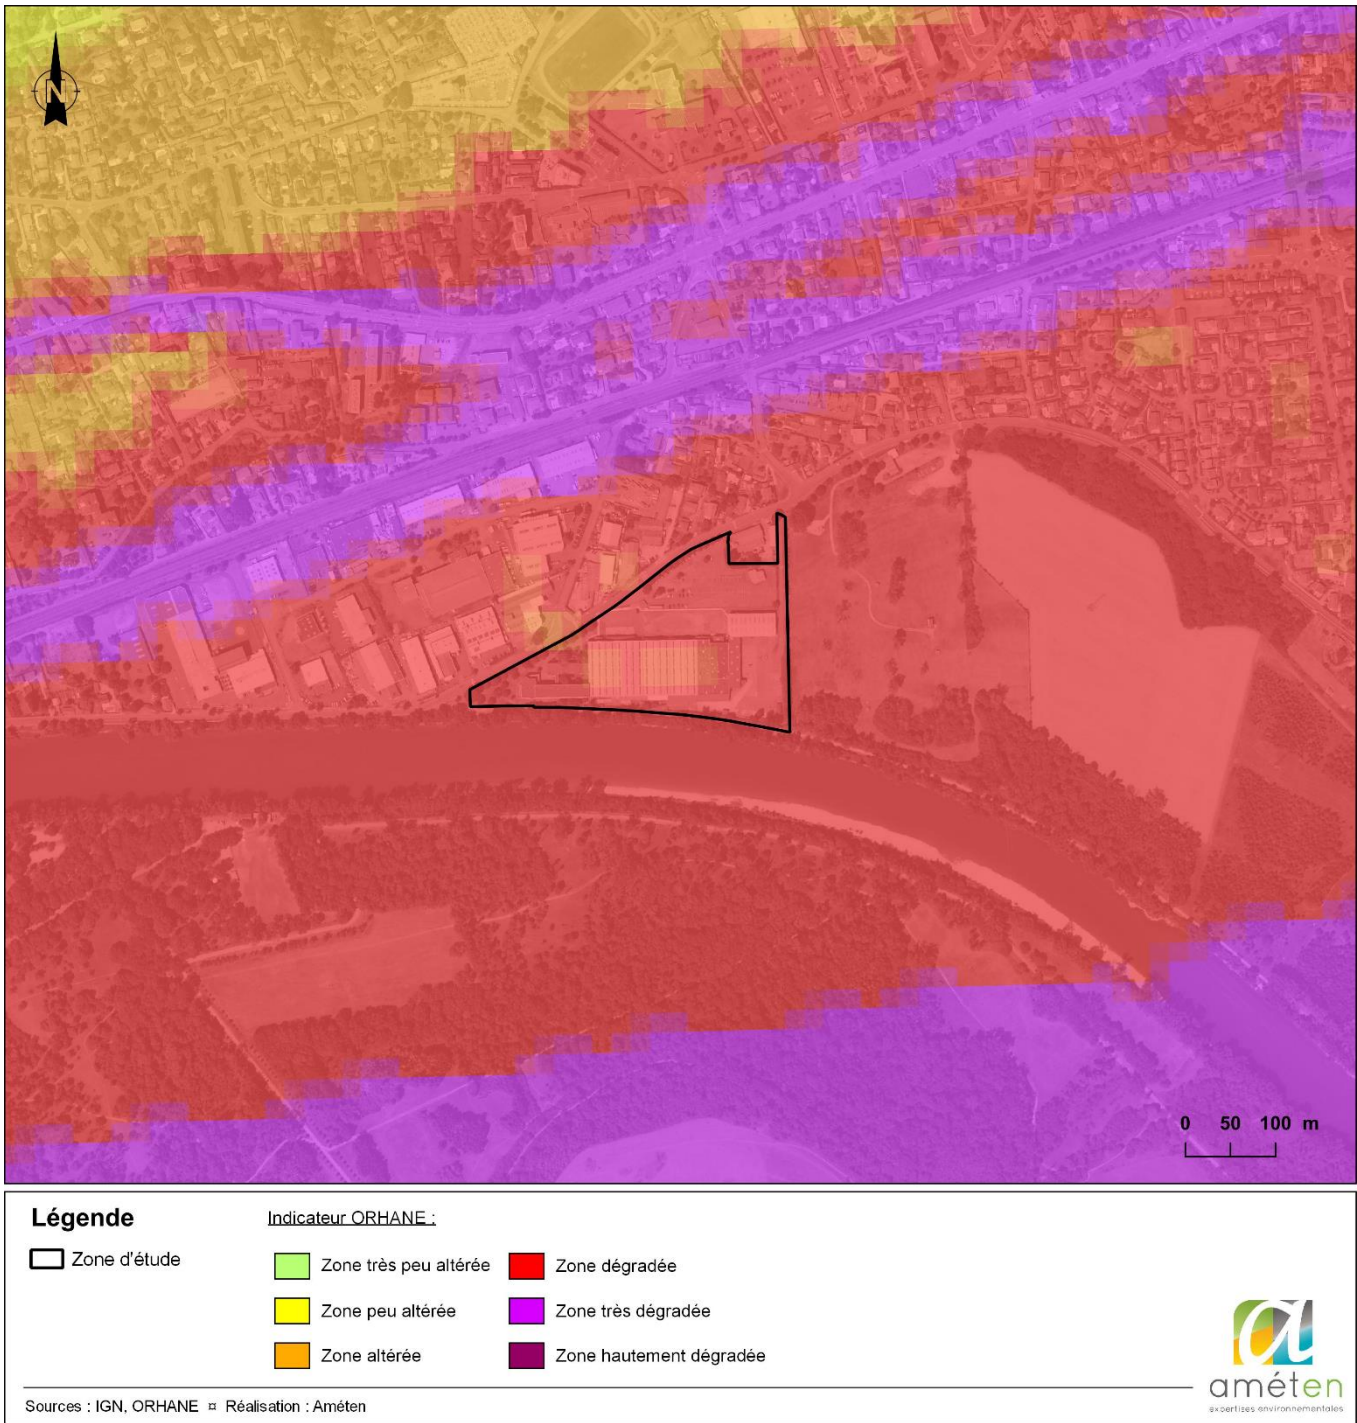 N
0 50 100 m
Légende
Zone d'étude
Indicateur ORHANE :
Zone très peu altérée
Zone peu altérée
Zone altérée
Zone dégradée
Zone très dégradée
Zone hautement dégradée
améten
expertises environnementales
Sources : IGN, ORHANE ¤ Réalisation : Améten